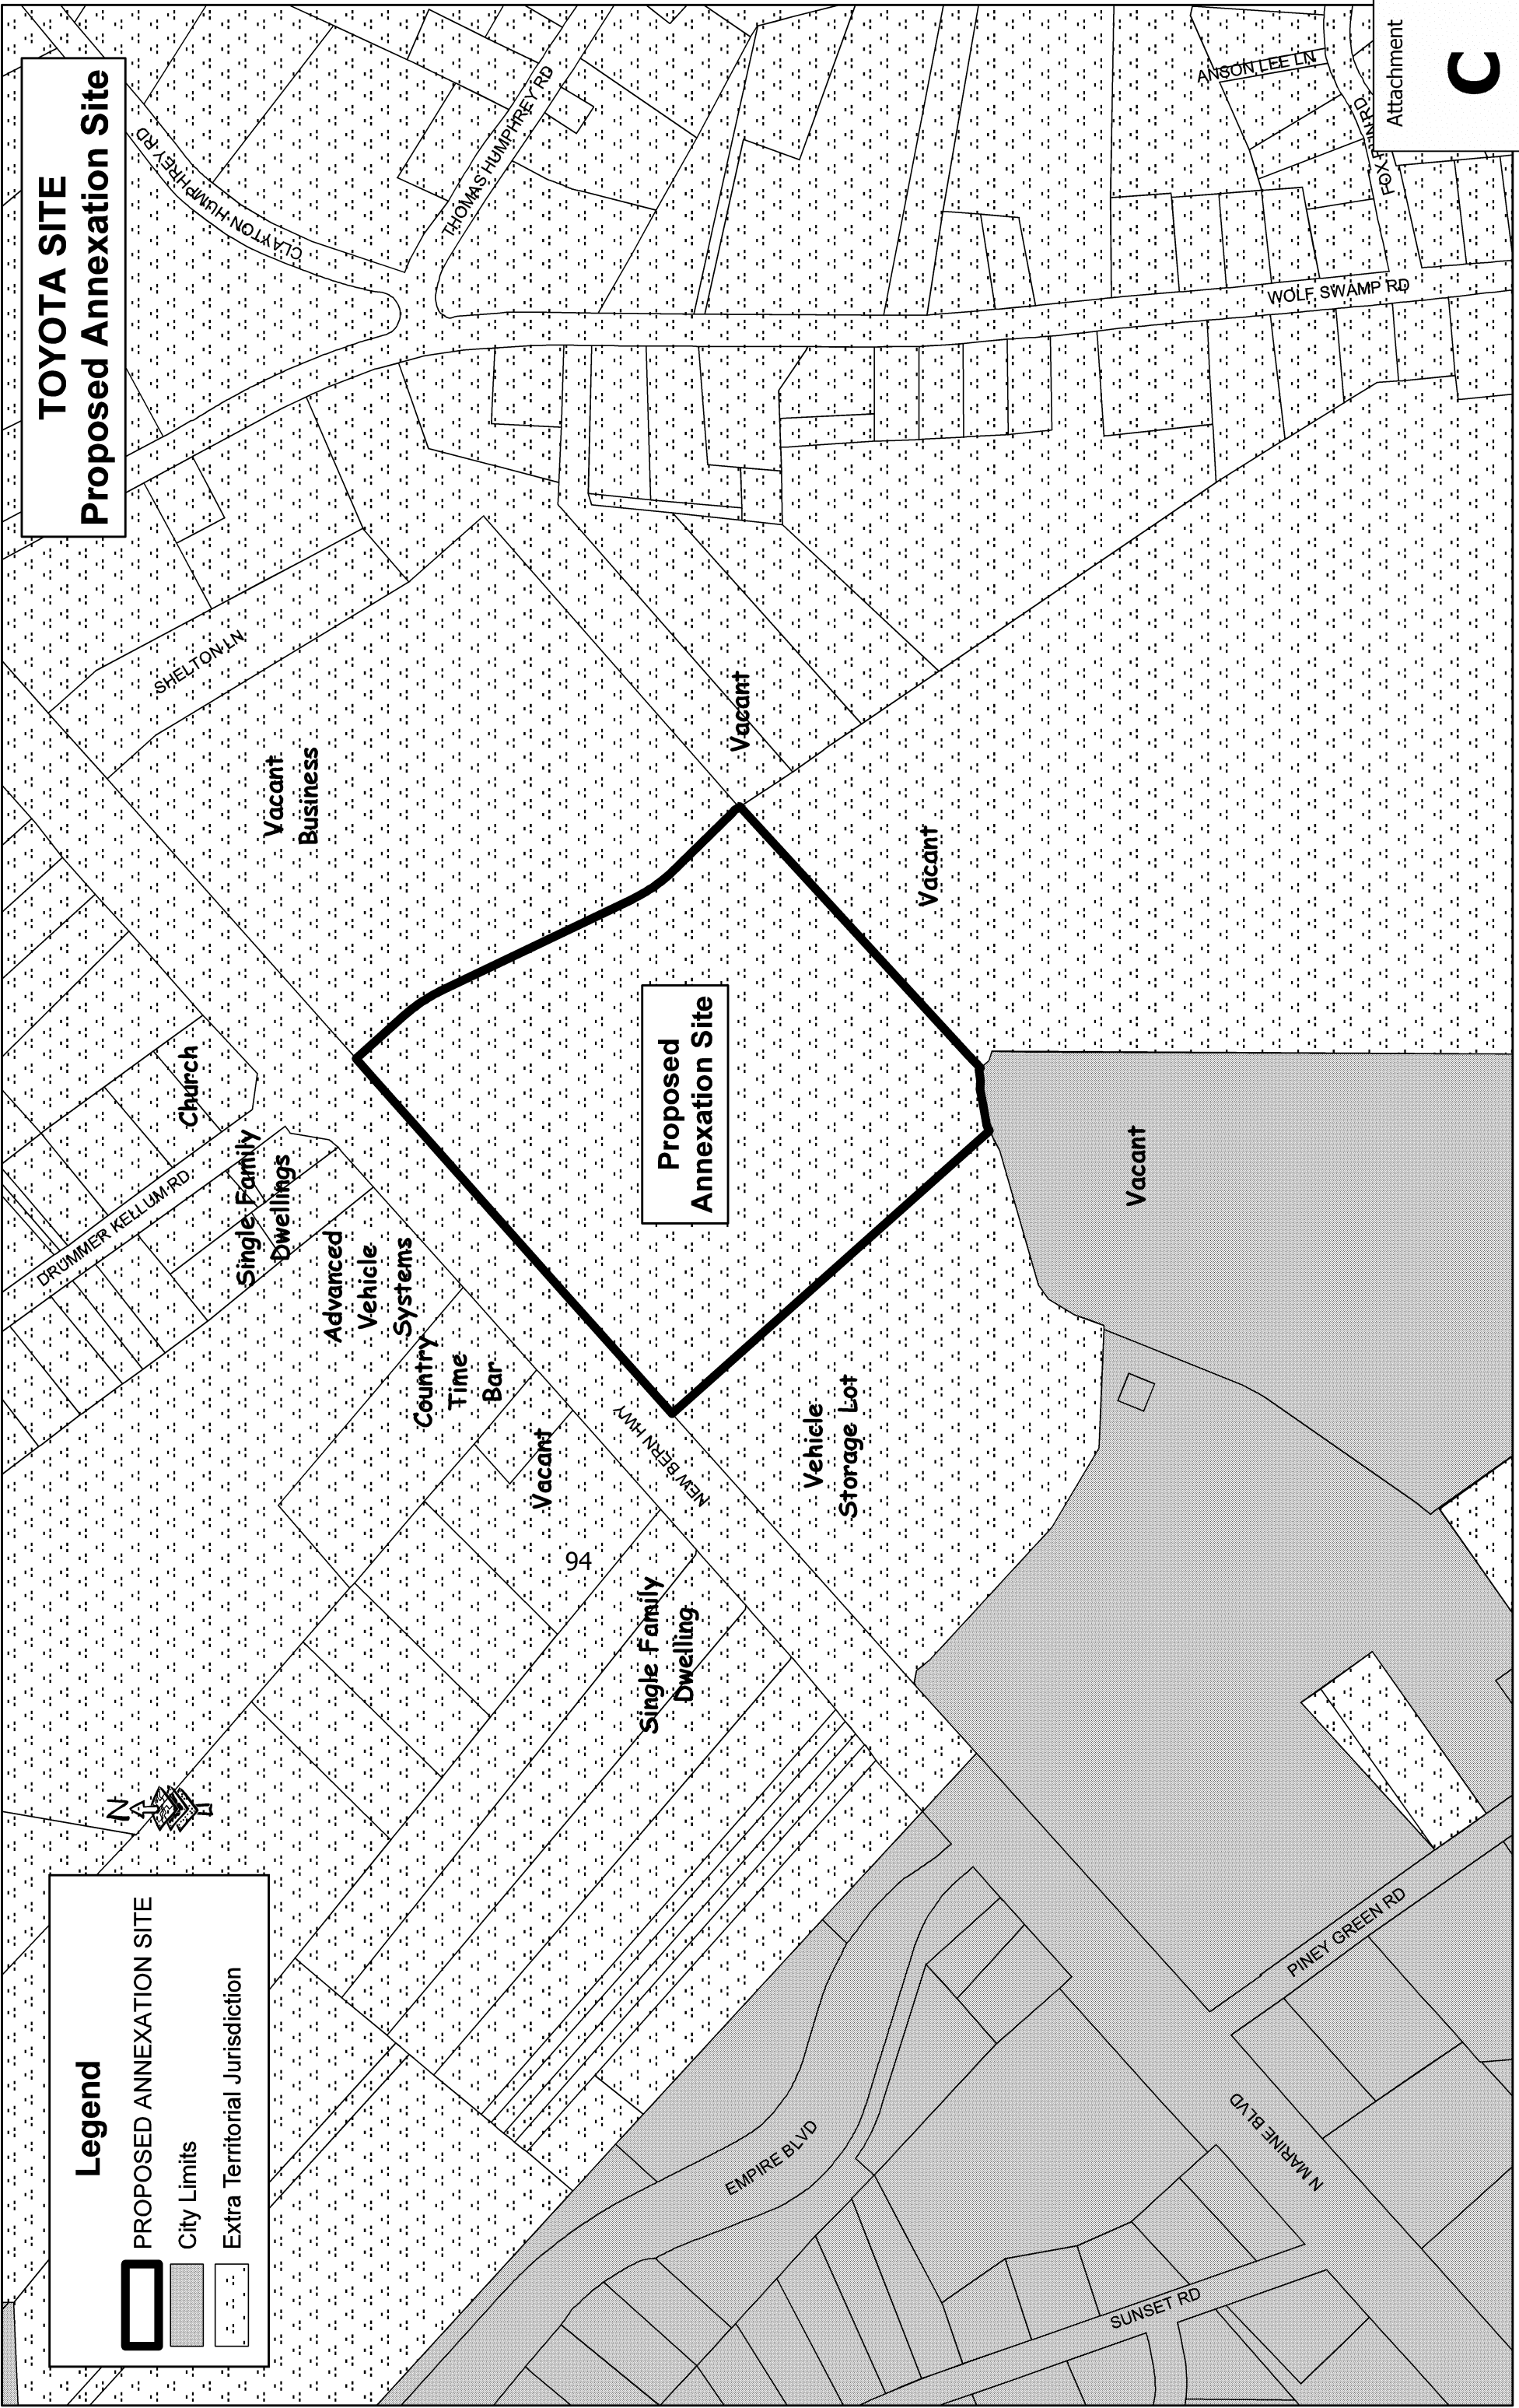 TOYOTA SITE
Proposed Annexation Site
Legend
PROPOSED ANNEXATION SITE
City Limits
Extra Territorial Jurisdiction
N
DRUMMER KELLUM RD
Church
Single Family
Dwellings
Advanced
Vehicle
Systems
Country
Time
Bar
Vacant
NEW BERN HWY
94
Single Family
Dwelling
Vehicle
Storage Lot
Proposed
Annexation Site
Vacant
Business
SHELTON LN
CLAYTON HUMPHREY RD
THOMAS HUMPHREY RD
Vacant
Vacant
Vacant
WOLF SWAMP RD
ANSON LEE LN
EMPIRE BLVD
SUNSET RD
N MARINE BLVD
PINEY GREEN RD
Attachment
C